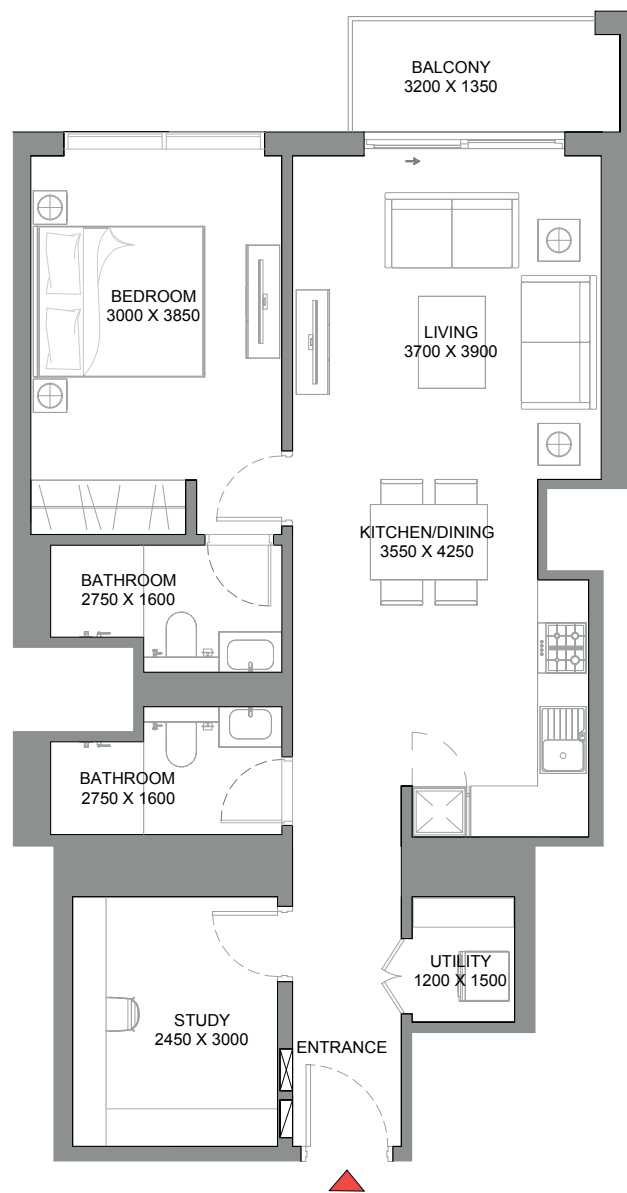 BALCONY
3200 X 1350
BEDROOM
3000 X 3850
LIVING
3700 X 3900
KITCHEN/DINING
3550 X 4250
BATHROOM
2750 X 1600
BATHROOM
2750 X 1600
UTILITY
1200 X 1500
STUDY
2450 X 3000
ENTRANCE